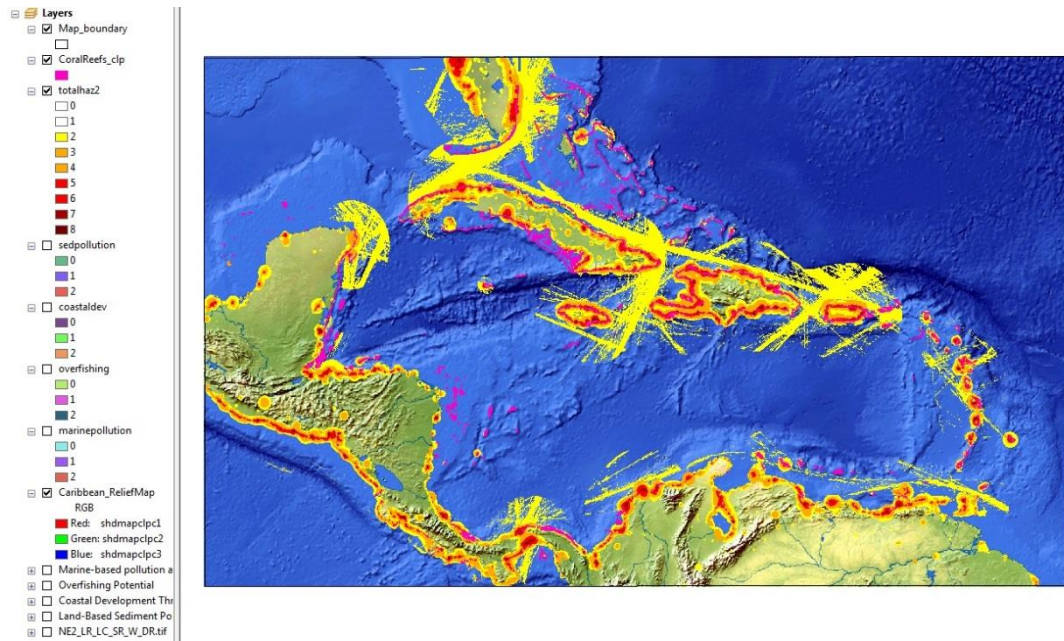 Layers
Map_boundary
CoralReefs_clp
totalhaz2
0
1
2
3
4
5
6
7
8
sedpollution
0
1
2
coastaldev
0
1
2
overfishing
0
1
2
marinepollution
0
1
2
Caribbean_ReliefMap
RGB
Red: shdmapclpc1
Green: shdmapclpc2
Blue: shdmapclpc3
Marine-based pollution a
Overfishing Potential
Coastal Development Thr
Land-Based Sediment Po
NE2_LR_LC_SR_W_DR.tif